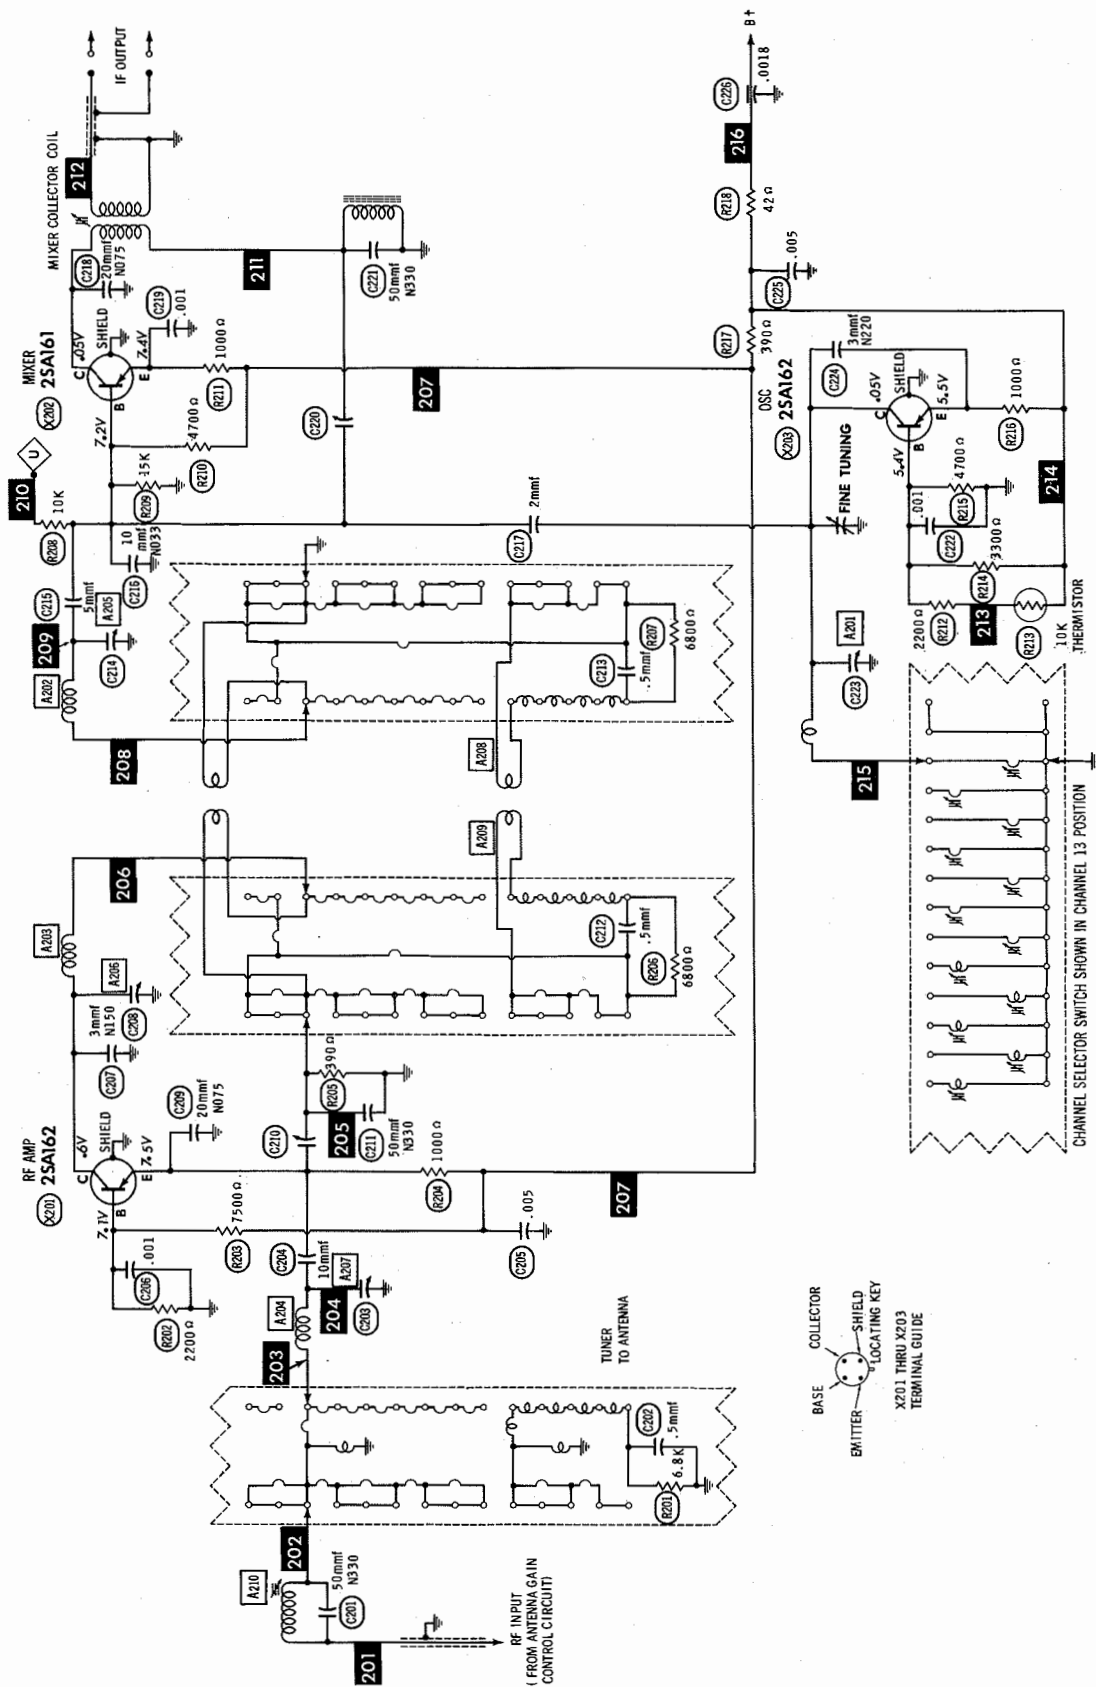 RF INPUT
(FROM ANTENNA GAIN
CONTROL CIRCUIT)
201
A210
C201
50mmf
N330
202
R201
6.8K
C202
.5mmf
203
A204
204
A207
C203
C204
10mmf
TUNER
TO ANTENNA
R202
2200Ω
C206
.001
7.1V
B
C
E
.6V
7.5V
SHIELD
RF AMP
2SA162
X201
R203
7500Ω
C205
.005
R204
1000Ω
207
C209
20mmf
N075
C210
205
R205
390Ω
C211
50mmf
N330
C207
3mmf
N150
C208
A206
A203
206
C212
.5mmf
R206
6800Ω
A209
A208
208
A202
209
C214
A205
C215
5mmf
C213
.5mmf
R207
6800Ω
210
U
R208
10K
C216
10
mmf
N033
R209
15K
R210
4700Ω
7.2V
B
C
E
.05V
7.4V
SHIELD
MIXER
2SA161
X202
R211
1000Ω
C219
.001
C218
20mmf
N075
MIXER COLLECTOR COIL
212
IF OUTPUT
211
C221
50mmf
N330
C220
207
C217
2mmf
R217
390Ω
C225
.005
R218
42Ω
216
C226
.0018
B+
OSC
2SA162
X203
FINE TUNING
C224
3mmf
N220
5.4V
B
C
E
.05V
5.5V
SHIELD
R216
1000Ω
214
R215
4700Ω
C222
.001
R214
3300Ω
R212
2200Ω
213
R213
10K
THERMISTOR
A201
C223
215
CHANNEL SELECTOR SWITCH SHOWN IN CHANNEL 13 POSITION
BASE
COLLECTOR
EMITTER
SHIELD
LOCATING KEY
X201 THRU X203
TERMINAL GUIDE